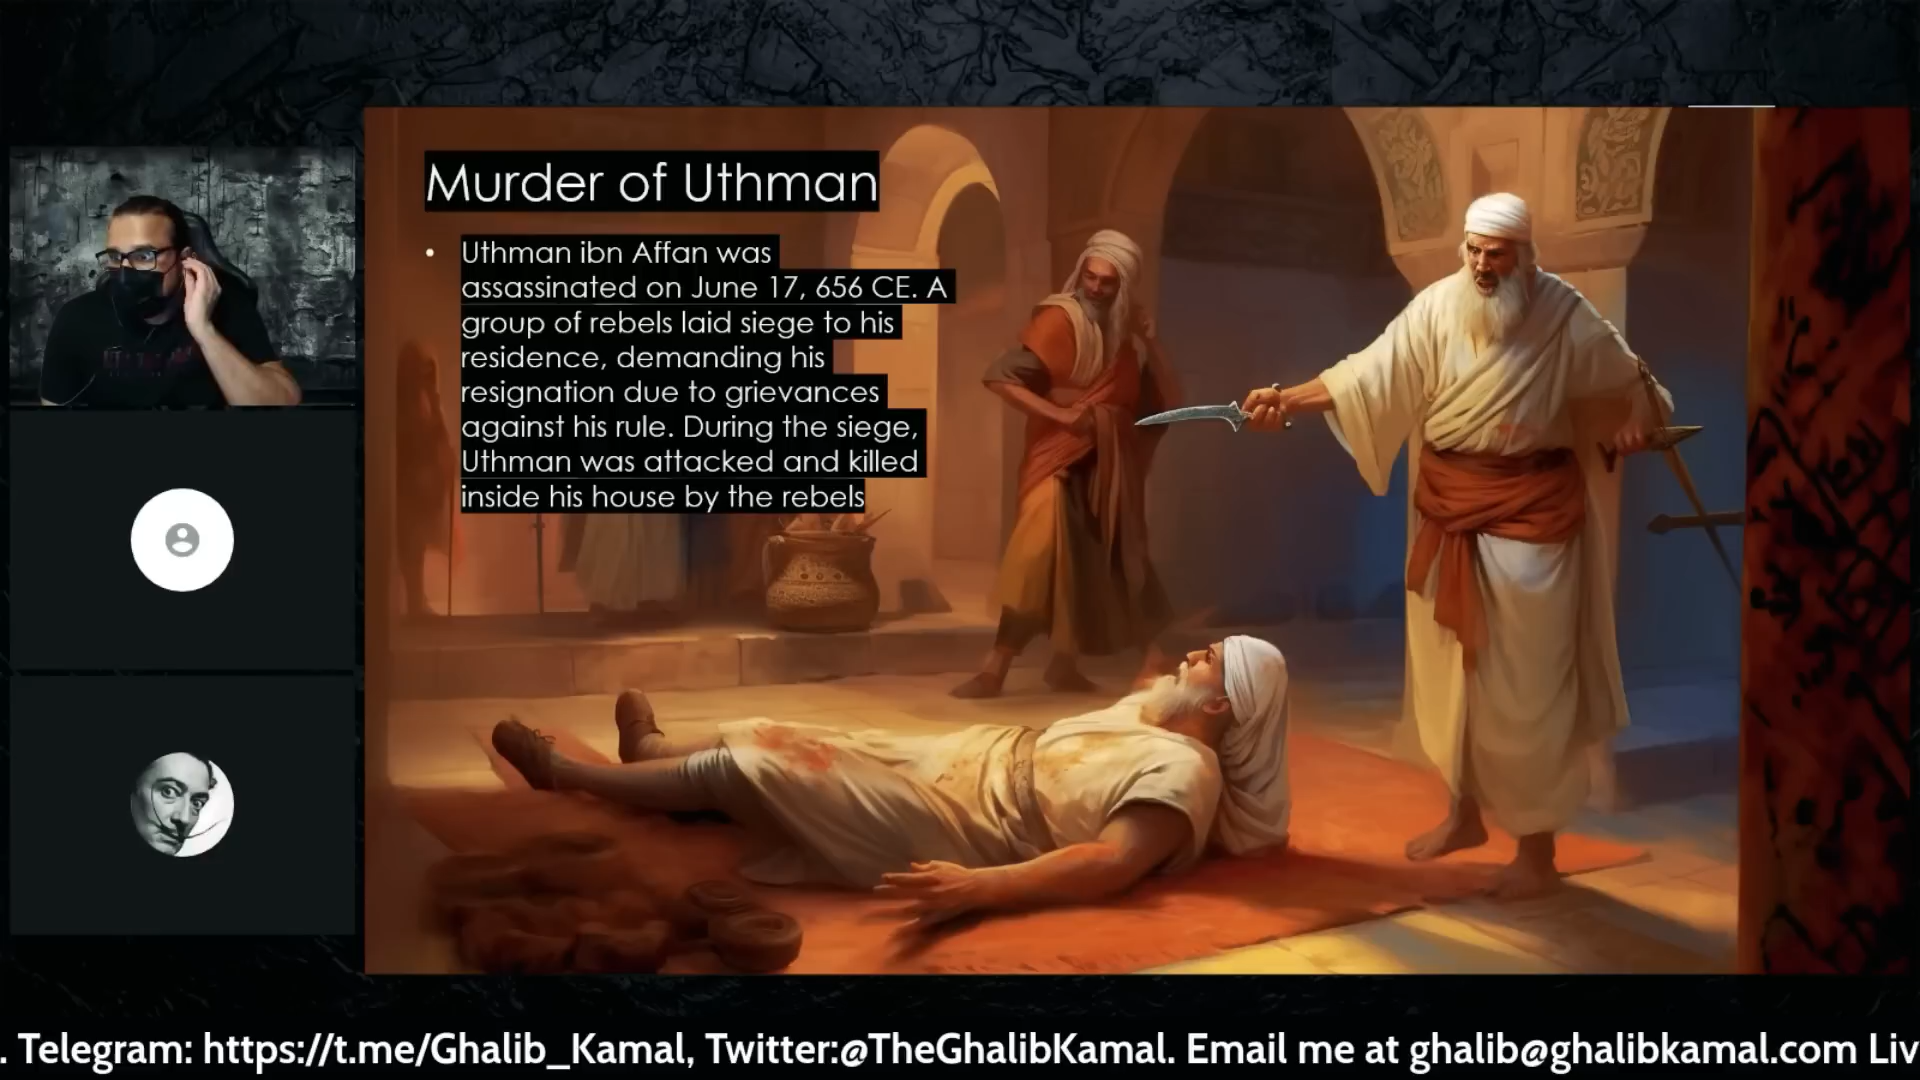 Murder of Uthman
• Uthman ibn Affan was
assassinated on June 17, 656 CE. A
group of rebels laid siege to his
residence, demanding his
resignation due to grievances
against his rule. During the siege,
Uthman was attacked and killed
inside his house by the rebels
. Telegram: https://t.me/Ghalib_Kamal, Twitter:@TheGhalibKamal. Email me at ghalib@ghalibkamal.com Liv